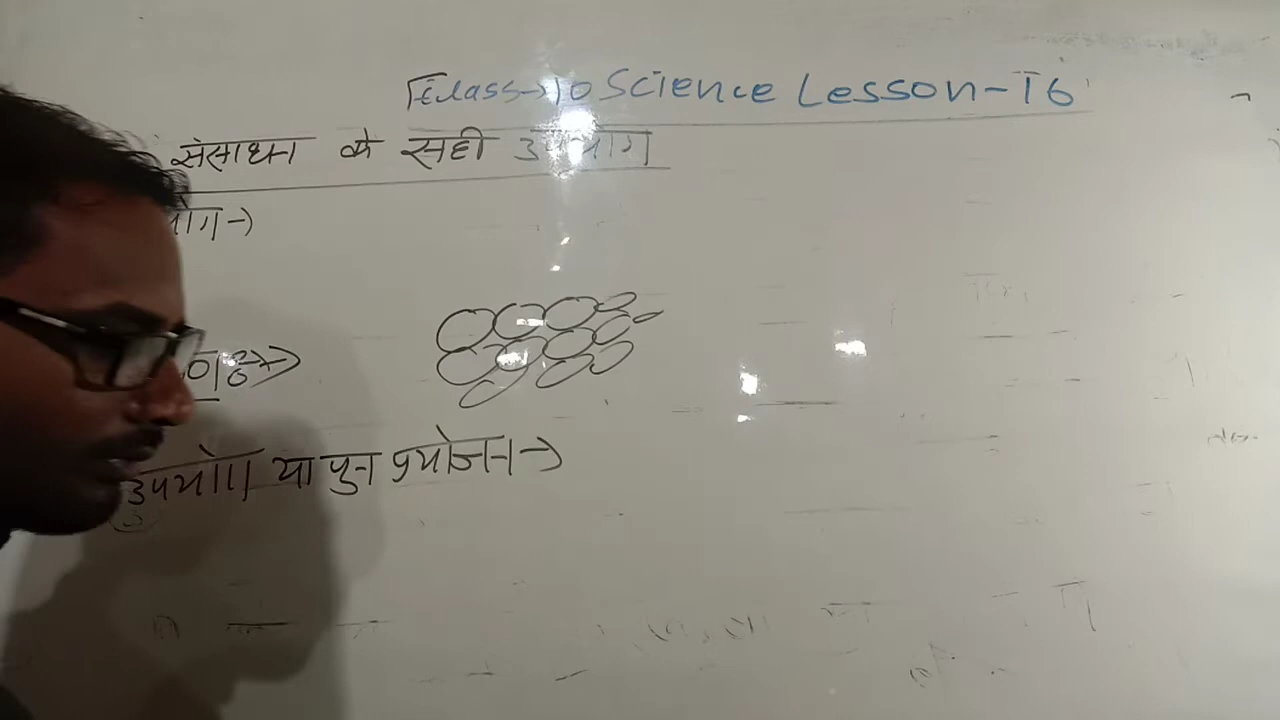 Class→10 Science Lesson-16
संसाधन के सही उपयोग
योग→
उपयोग या पुन प्रयोजन→